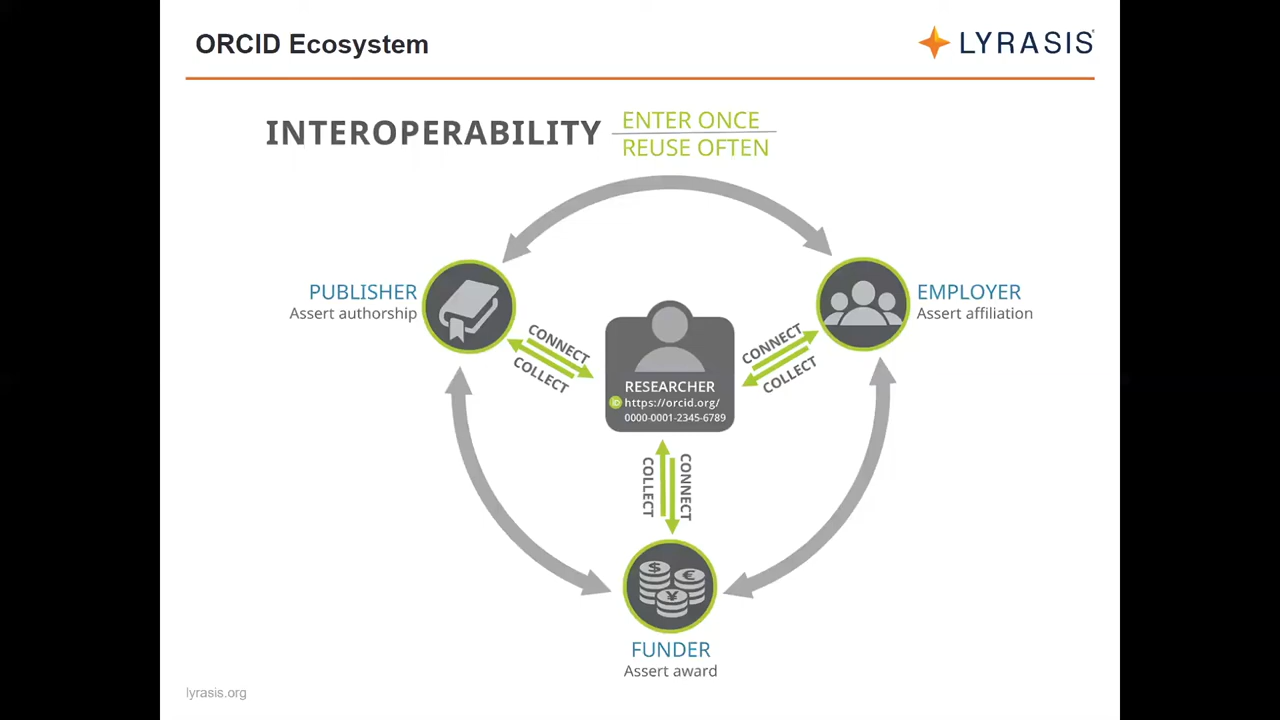 ORCID Ecosystem
LYRASIS
INTEROPERABILITY
ENTER ONCE
REUSE OFTEN
PUBLISHER
Assert authorship
EMPLOYER
Assert affiliation
CONNECT
COLLECT
CONNECT
COLLECT
RESEARCHER
iD https://orcid.org/
0000-0001-2345-6789
COLLECT
CONNECT
$
€
¥
FUNDER
Assert award
lyrasis.org